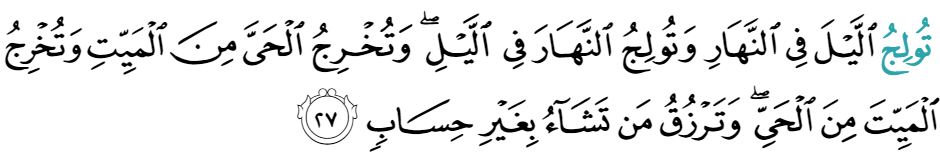 تُولِجُ ٱلَّيۡلَ فِي ٱلنَّهَارِ وَتُولِجُ ٱلنَّهَارَ فِي ٱلَّيۡلِۖ وَتُخۡرِجُ ٱلۡحَيَّ مِنَ ٱلۡمَيِّتِ وَتُخۡرِجُ
ٱلۡمَيِّتَ مِنَ ٱلۡحَيِّۖ وَتَرۡزُقُ مَن تَشَآءُ بِغَيۡرِ حِسَابٖ ٢٧